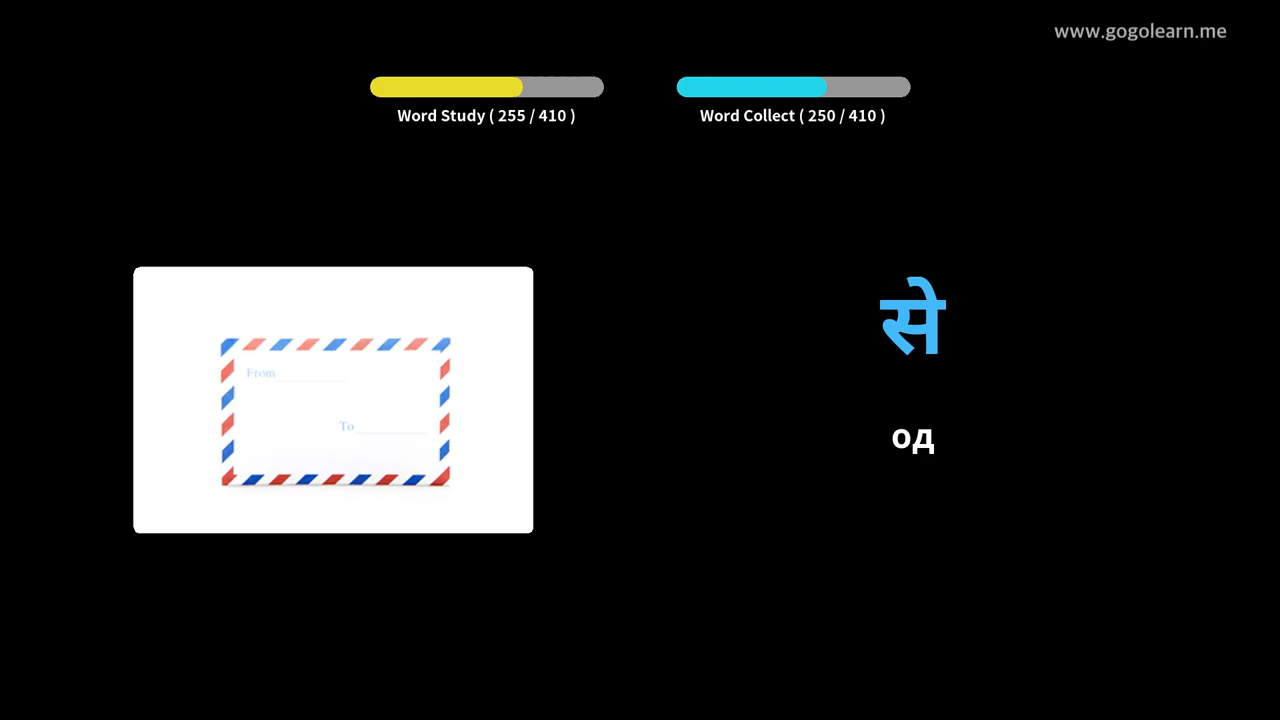 www.gogolearn.me
Word Study ( 255 / 410 )
Word Collect ( 250 / 410 )
से
од
From
To